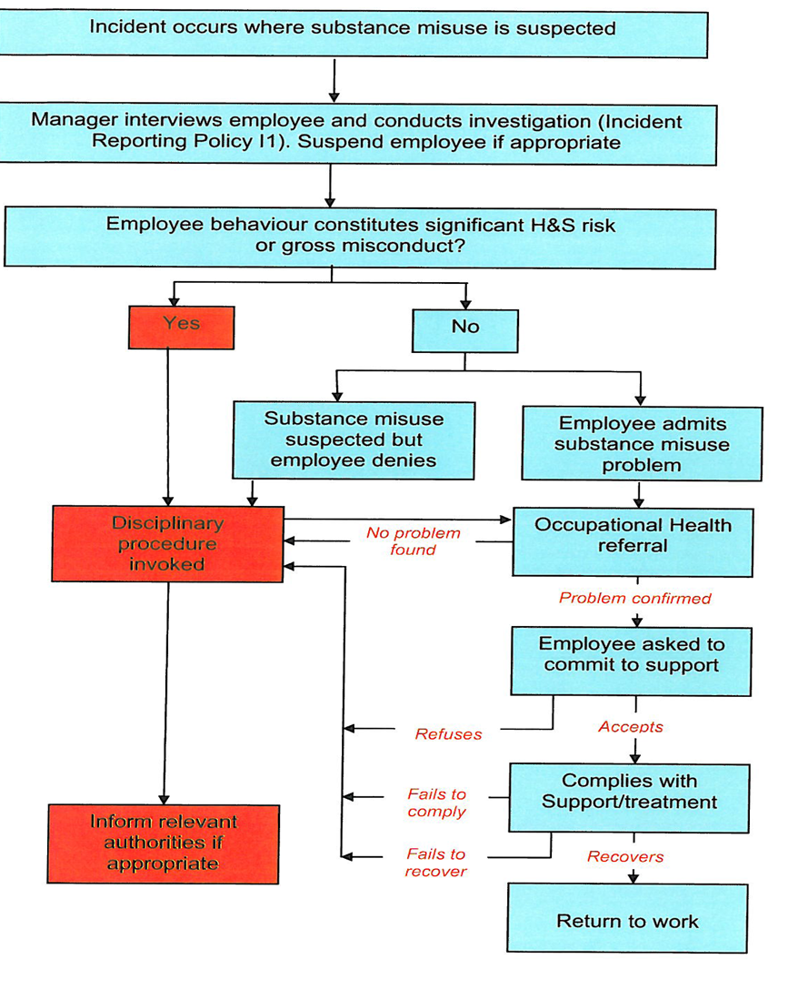 Incident occurs where substance misuse is suspected
Manager interviews employee and conducts investigation (Incident
Reporting Policy I1). Suspend employee if appropriate
Employee behaviour constitutes significant H&S risk
or gross misconduct?
Yes
No
Substance misuse
suspected but
employee denies
Employee admits
substance misuse
problem
Disciplinary
procedure
invoked
No problem
found
Occupational Health
referral
Problem confirmed
Employee asked to
commit to support
Refuses
Accepts
Fails to
comply
Complies with
Support/treatment
Inform relevant
authorities if
appropriate
Fails to
recover
Recovers
Return to work